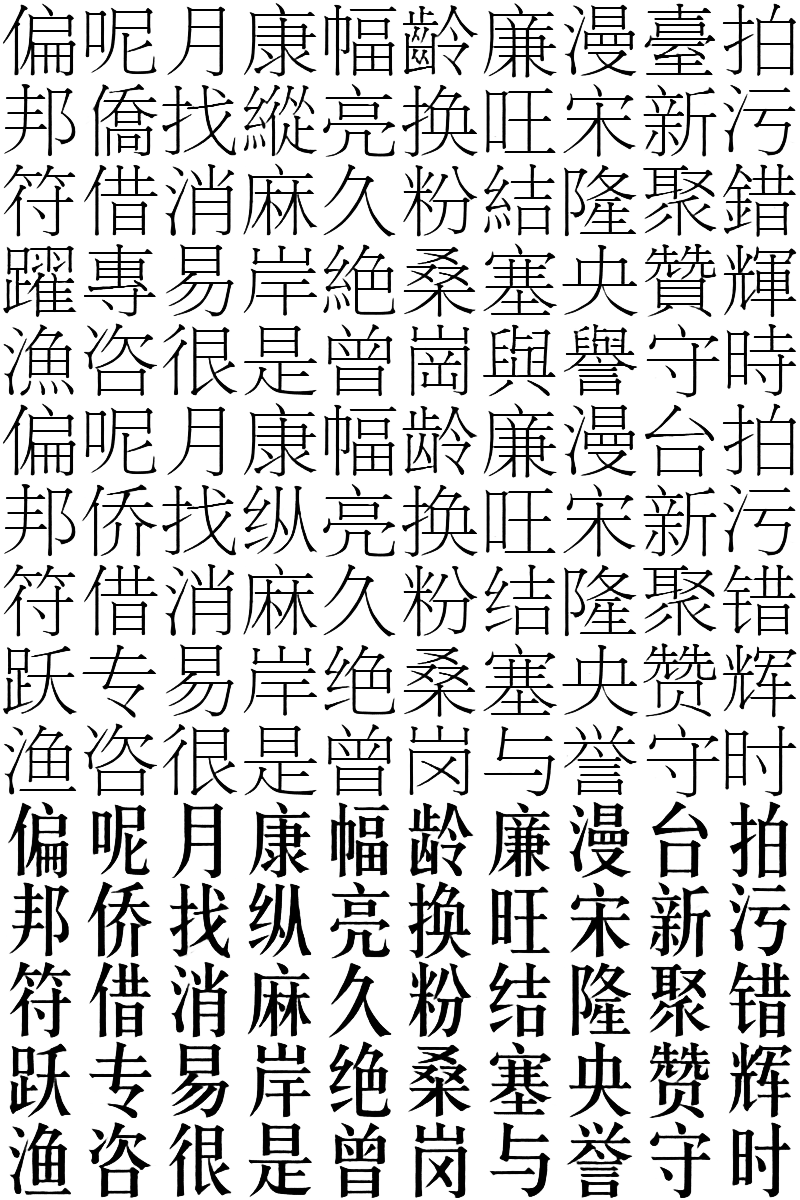 偏呢月康幅齡廉漫臺拍
邦僑找縱亮换旺宋新污
符借消麻久粉結隆聚錯
躍專易岸絕桑塞央贊輝
漁咨很是曾崗與譽守時
偏呢月康幅龄廉漫台拍
邦侨找纵亮换旺宋新污
符借消麻久粉结隆聚错
跃专易岸绝桑塞央赞辉
渔咨很是曾岗与誉守时
偏呢月康幅龄廉漫台拍
邦侨找纵亮换旺宋新污
符借消麻久粉结隆聚错
跃专易岸绝桑塞央赞辉
渔咨很是曾岗与誉守时